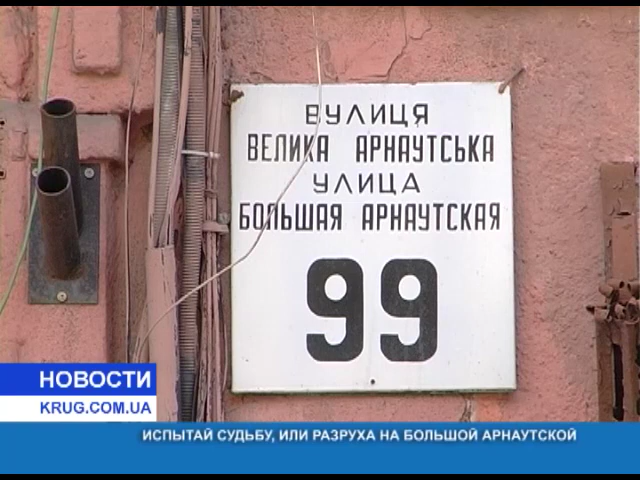 ВУЛИЦЯ
ВЕЛИКА АРНАУТСЬКА
УЛИЦА
БОЛЬШАЯ АРНАУТСКАЯ
99
НОВОСТИ
KRUG.COM.UA
ИСПЫТАЙ СУДЬБУ, ИЛИ РАЗРУХА НА БОЛЬШОЙ АРНАУТСКОЙ